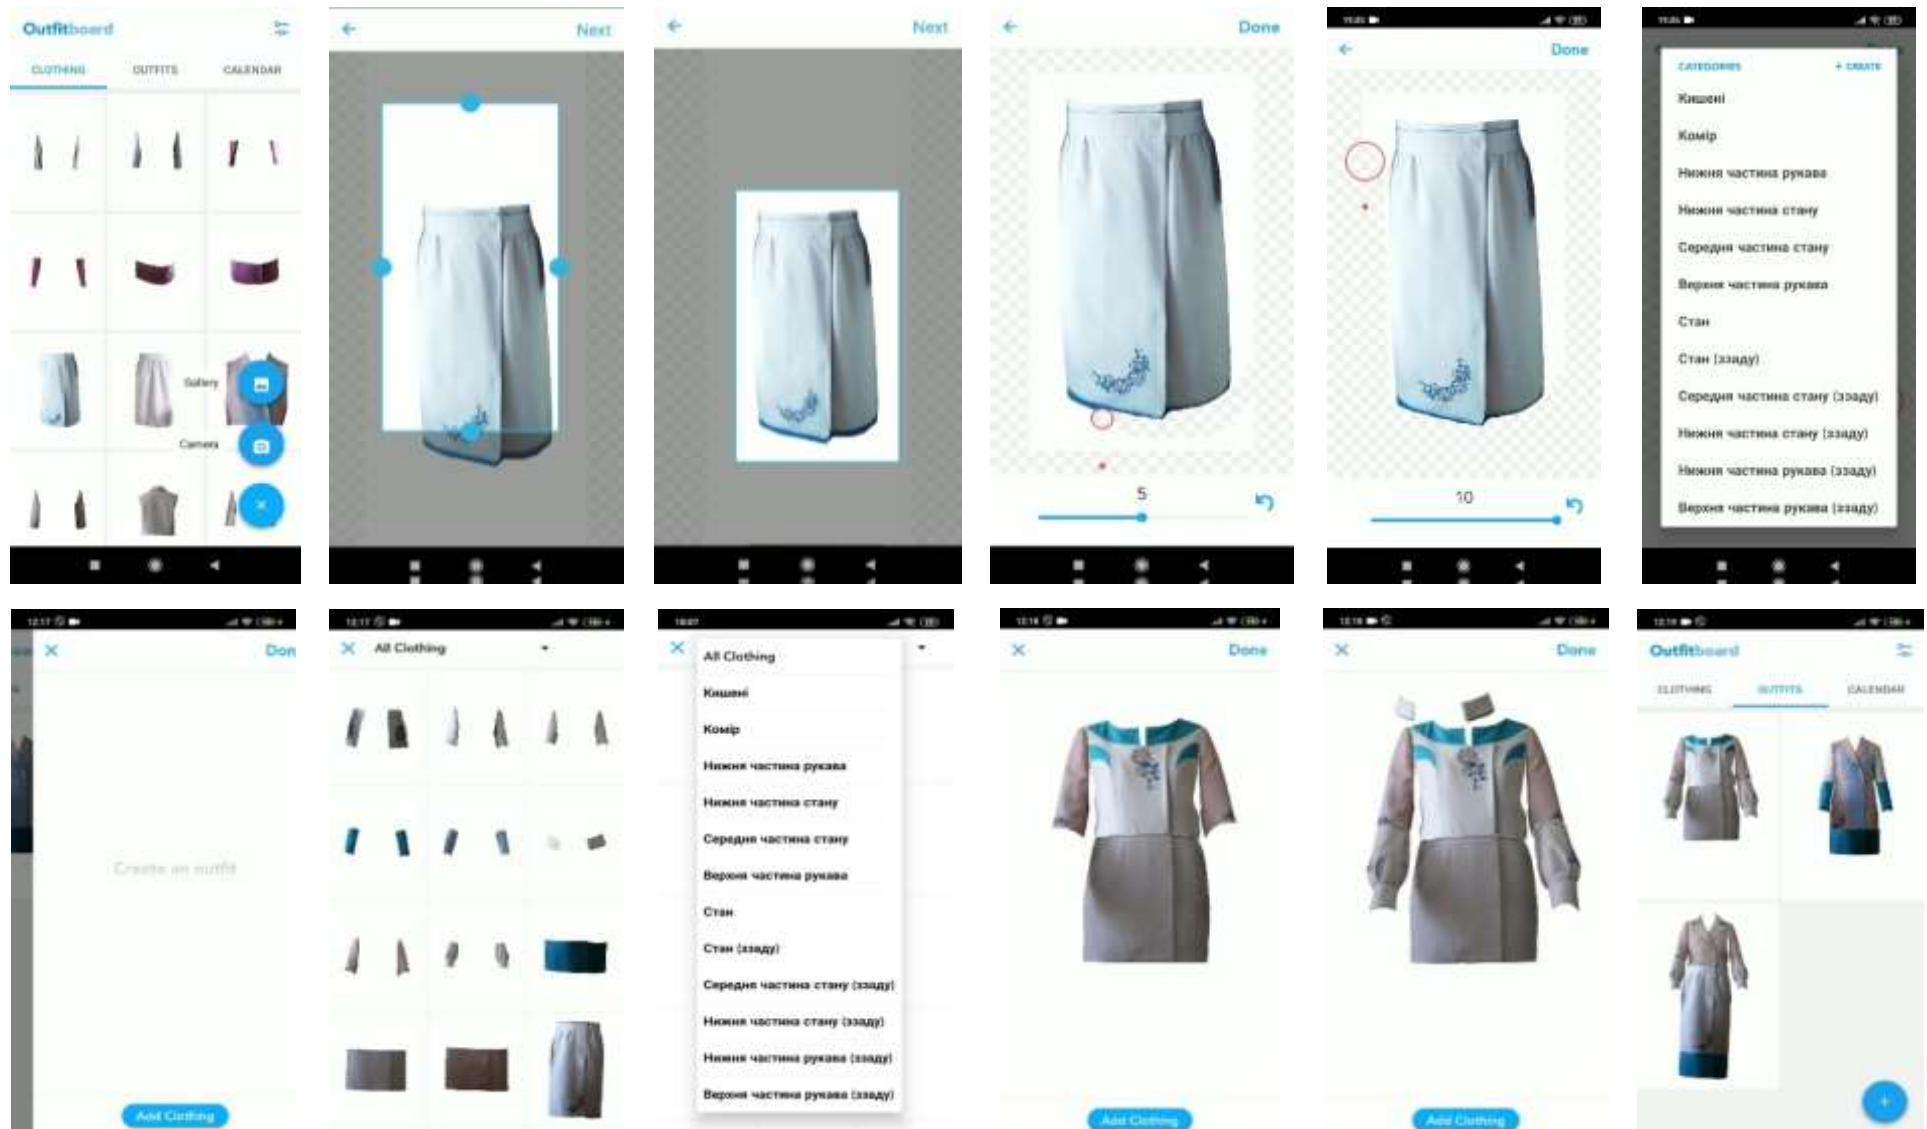 Outfitboard
CLOTHING OUTFITS CALENDAR
Gallery
Camera
Next
Next
Done
5
Done
10
CATEGORIES + CREATE
Кишені
Комір
Нижня частина рукава
Нижня частина стану
Середня частина стану
Верхня частина рукава
Стан
Стан (ззаду)
Середня частина стану (ззаду)
Нижня частина стану (ззаду)
Нижня частина рукава (ззаду)
Верхня частина рукава (ззаду)
12:17
Don
Create an outfit
Add Clothing
12:17
All Clothing
All Clothing
Кишені
Комір
Нижня частина рукава
Нижня частина стану
Середня частина стану
Верхня частина рукава
Стан
Стан (ззаду)
Середня частина стану (ззаду)
Нижня частина стану (ззаду)
Нижня частина рукава (ззаду)
Верхня частина рукава (ззаду)
Done
Add Clothing
Done
Add Clothing
Outfitboard
CLOTHING OUTFITS CALENDAR